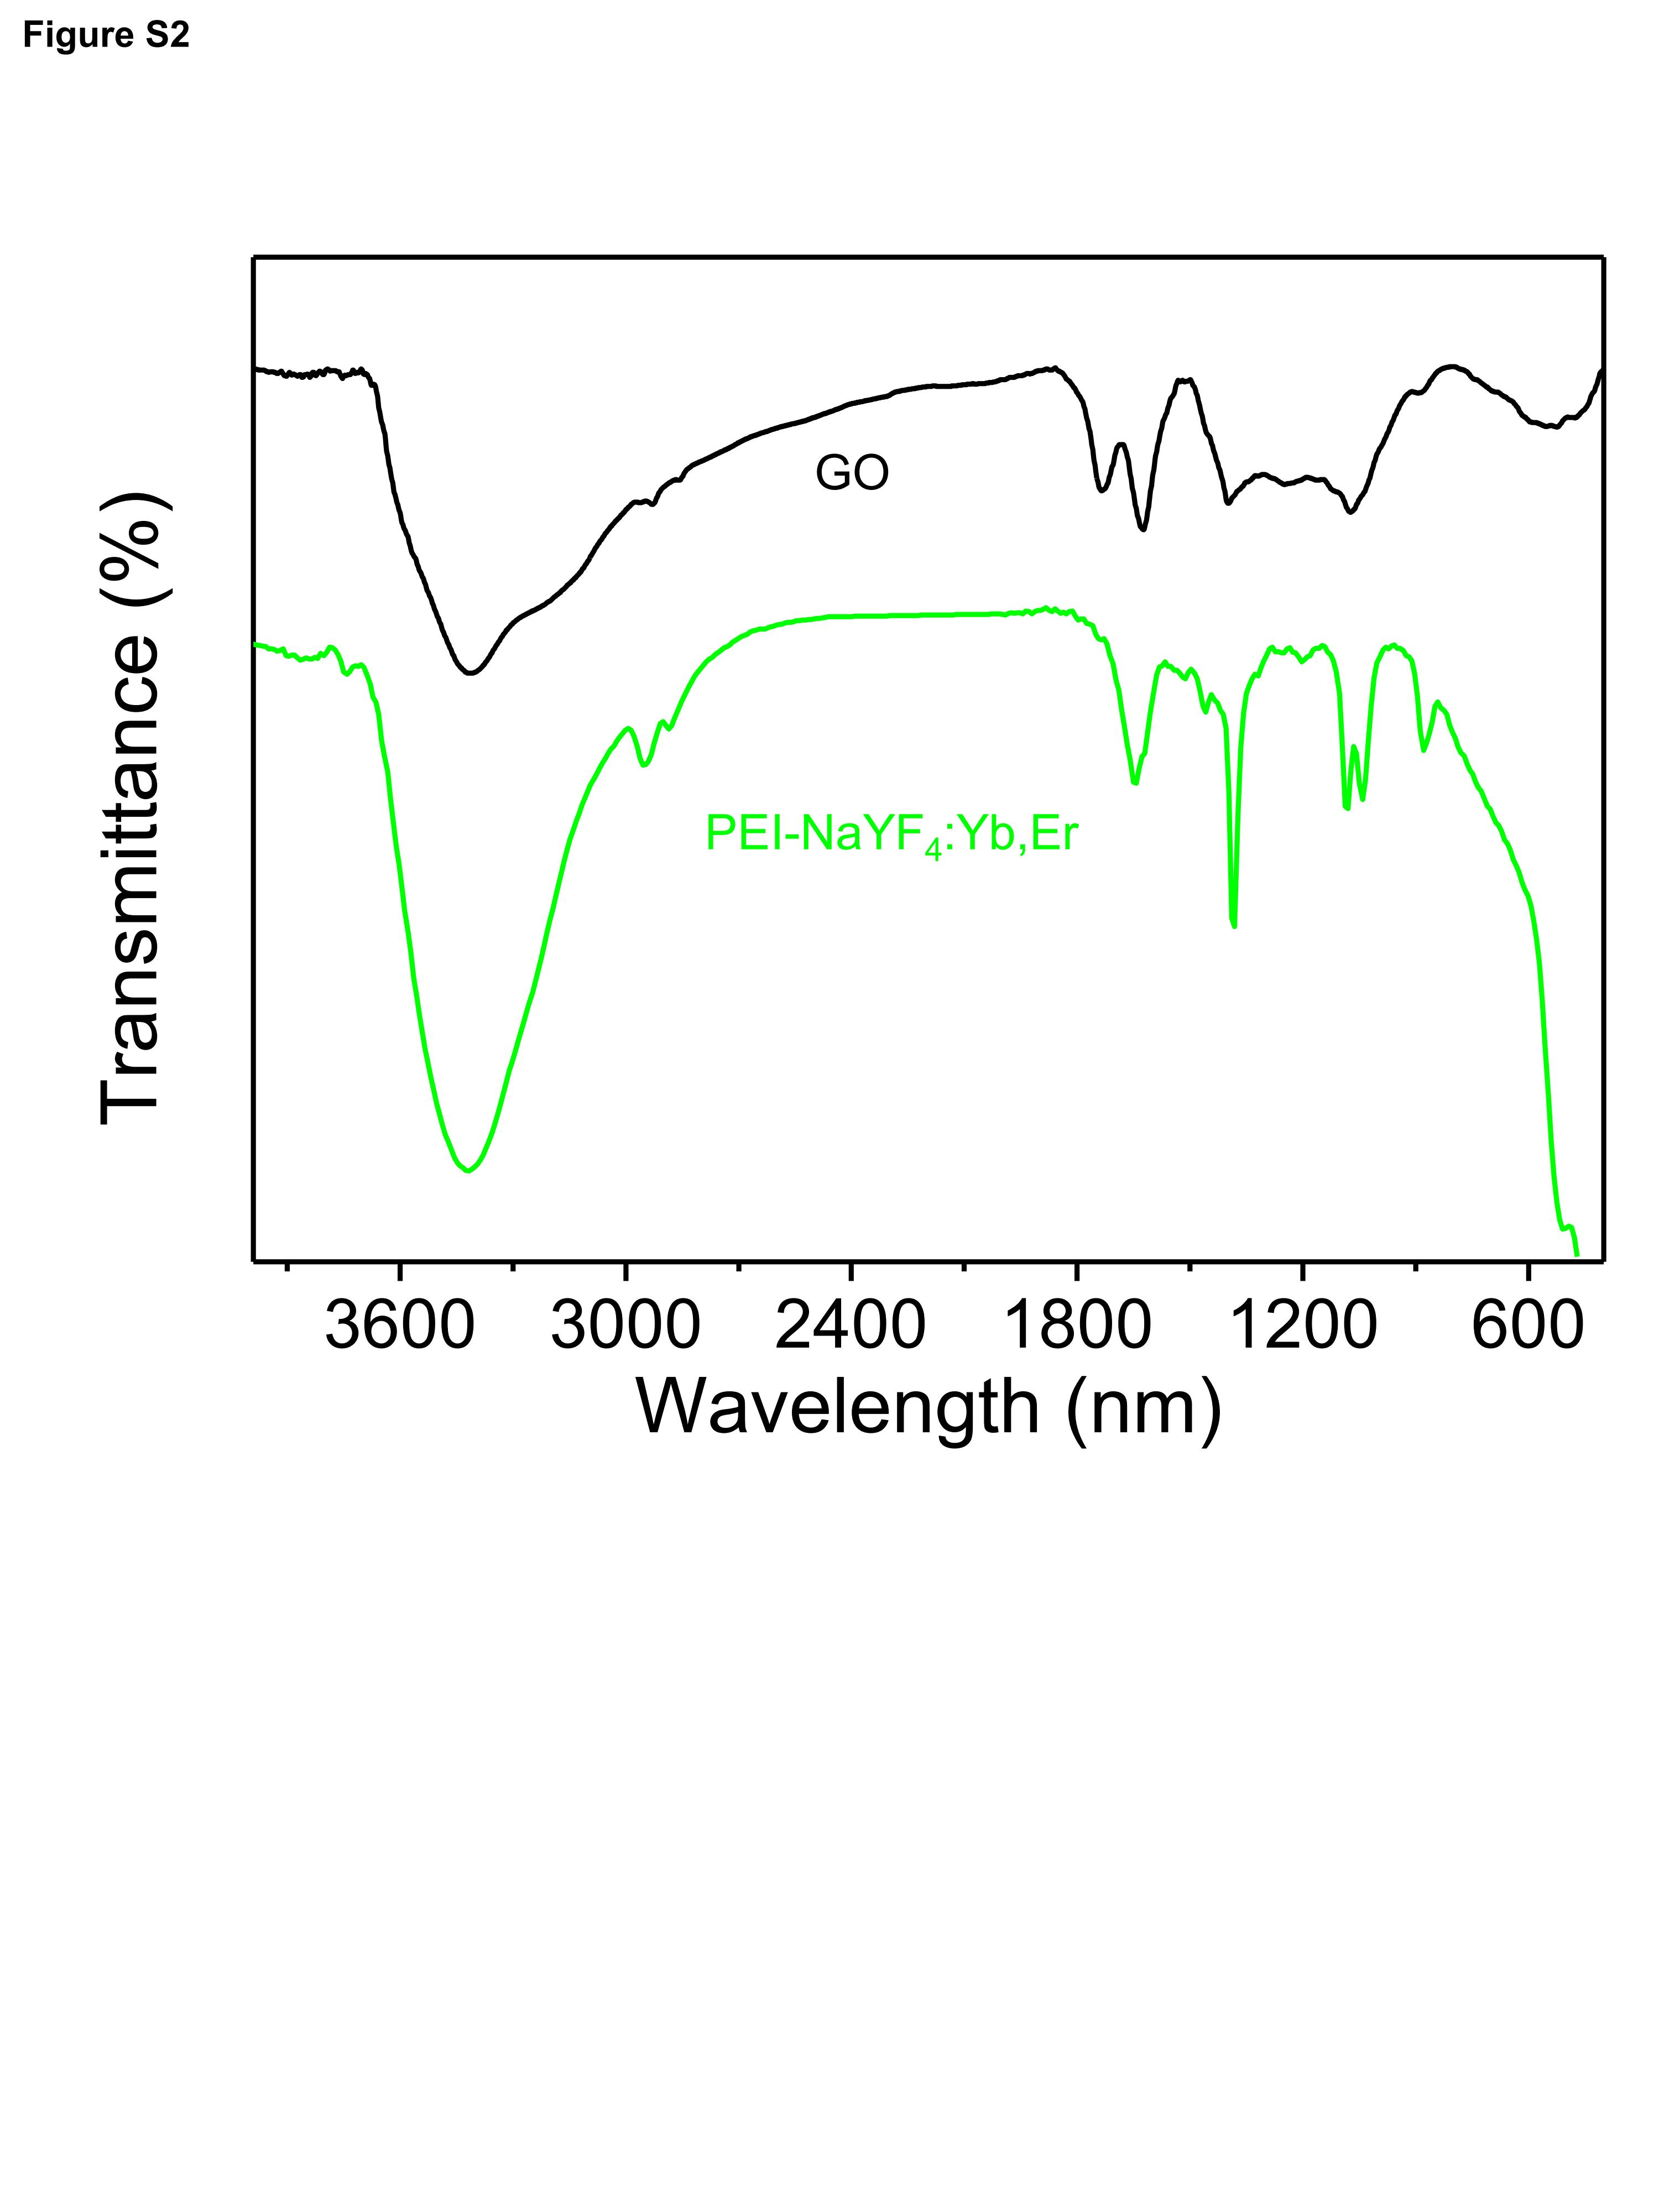 Figure S2
Transmittance (%)
GO
PEI-NaYF₄:Yb,Er
3600 3000 2400 1800 1200 600
Wavelength (nm)